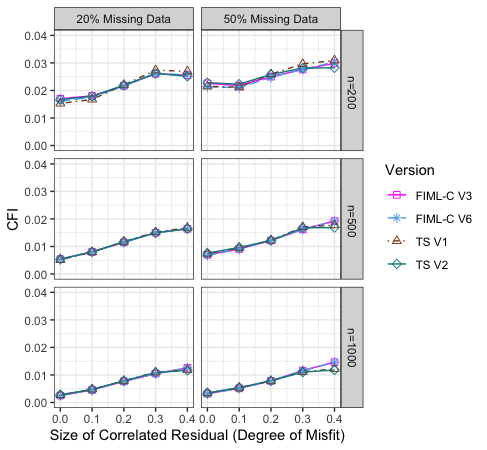 20% Missing Data 50% Missing Data
0.04
0.03
0.02
0.01
0.00
n=200
0.04
0.03
0.02
0.01
0.00
n=500
0.04
0.03
0.02
0.01
0.00
n=1000
CFI
0.0 0.1 0.2 0.3 0.4 0.0 0.1 0.2 0.3 0.4
Size of Correlated Residual (Degree of Misfit)
Version
FIML-C V3
FIML-C V6
TS V1
TS V2